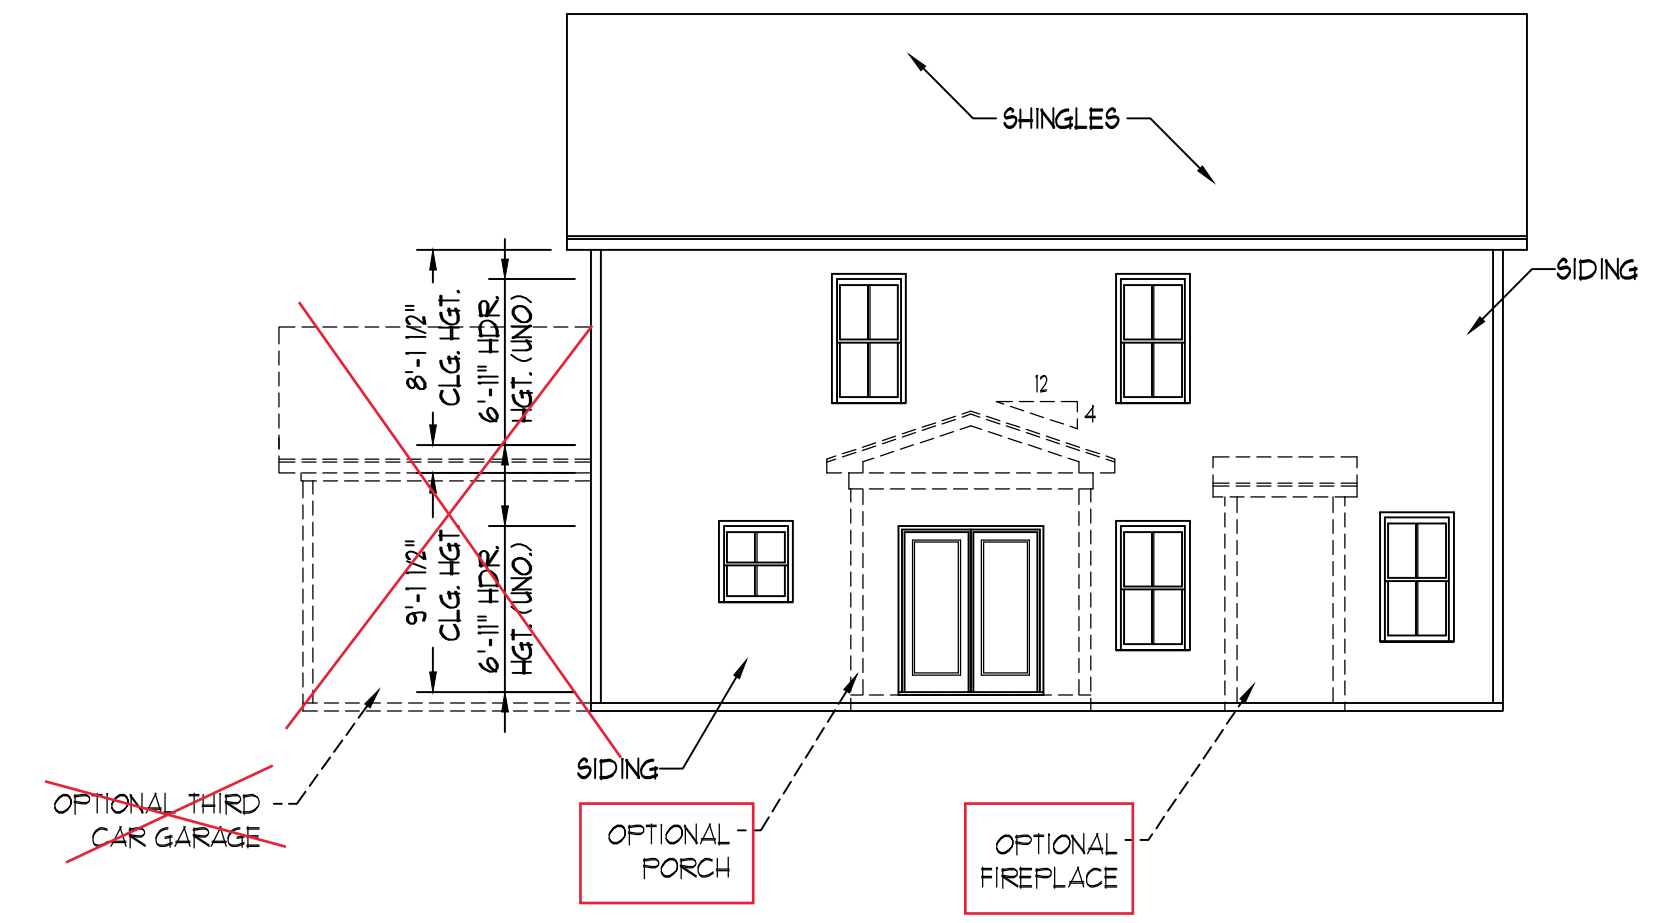 SHINGLES
SIDING
8'-1 1/2"
CLG. HGT.
6'-11" HDR.
HGT. (UNO)
12
4
9'-1 1/2"
CLG. HGT
6'-11" HDR.
HGT. (UNO.)
SIDING
OPTIONAL THIRD
CAR GARAGE
OPTIONAL
PORCH
OPTIONAL
FIREPLACE